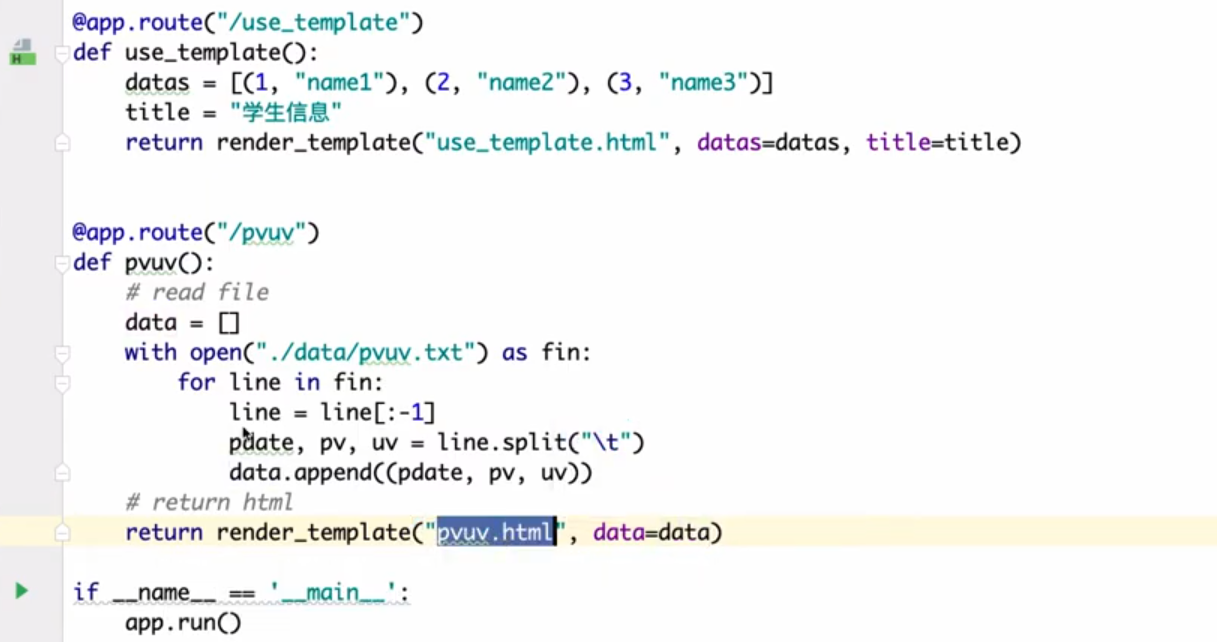 @app.route("/use_template")
def use_template():
    datas = [(1, "name1"), (2, "name2"), (3, "name3")]
    title = "学生信息"
    return render_template("use_template.html", datas=datas, title=title)
@app.route("/pvuv")
def pvuv():
    # read file
    data = []
    with open("./data/pvuv.txt") as fin:
        for line in fin:
            line = line[:-1]
            pdate, pv, uv = line.split("\t")
            data.append((pdate, pv, uv))
    # return html
    return render_template("pvuv.html", data=data)
if __name__ == '__main__':
    app.run()